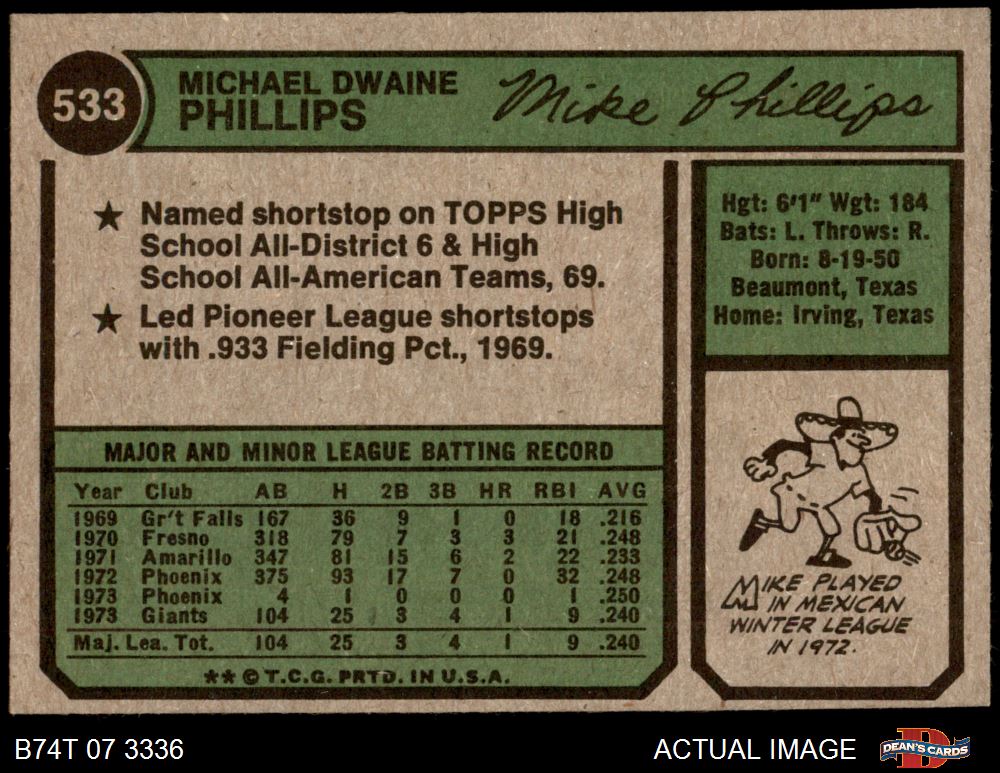 533
MICHAEL DWAINE
PHILLIPS
Mike Phillips
★ Named shortstop on TOPPS High
School All-District 6 & High
School All-American Teams, 69.
★ Led Pioneer League shortstops
with .933 Fielding Pct., 1969.
Hgt: 6'1" Wgt: 184
Bats: L. Throws: R.
Born: 8-19-50
Beaumont, Texas
Home: Irving, Texas
MAJOR AND MINOR LEAGUE BATTING RECORD
Year Club AB H 2B 3B HR RBI AVG
1969 Gr't Falls 167 36 9 1 0 18 .216
1970 Fresno 318 79 7 3 3 21 .248
1971 Amarillo 347 81 15 6 2 22 .233
1972 Phoenix 375 93 17 7 0 32 .248
1973 Phoenix 4 1 0 0 0 1 .250
1973 Giants 104 25 3 4 1 9 .240
Maj. Lea. Tot. 104 25 3 4 1 9 .240
** © T.C.G. PRTD. IN U.S.A.
MIKE PLAYED
IN MEXICAN
WINTER LEAGUE
IN 1972.
B74T 07 3336
ACTUAL IMAGE
D
DEAN'S CARDS